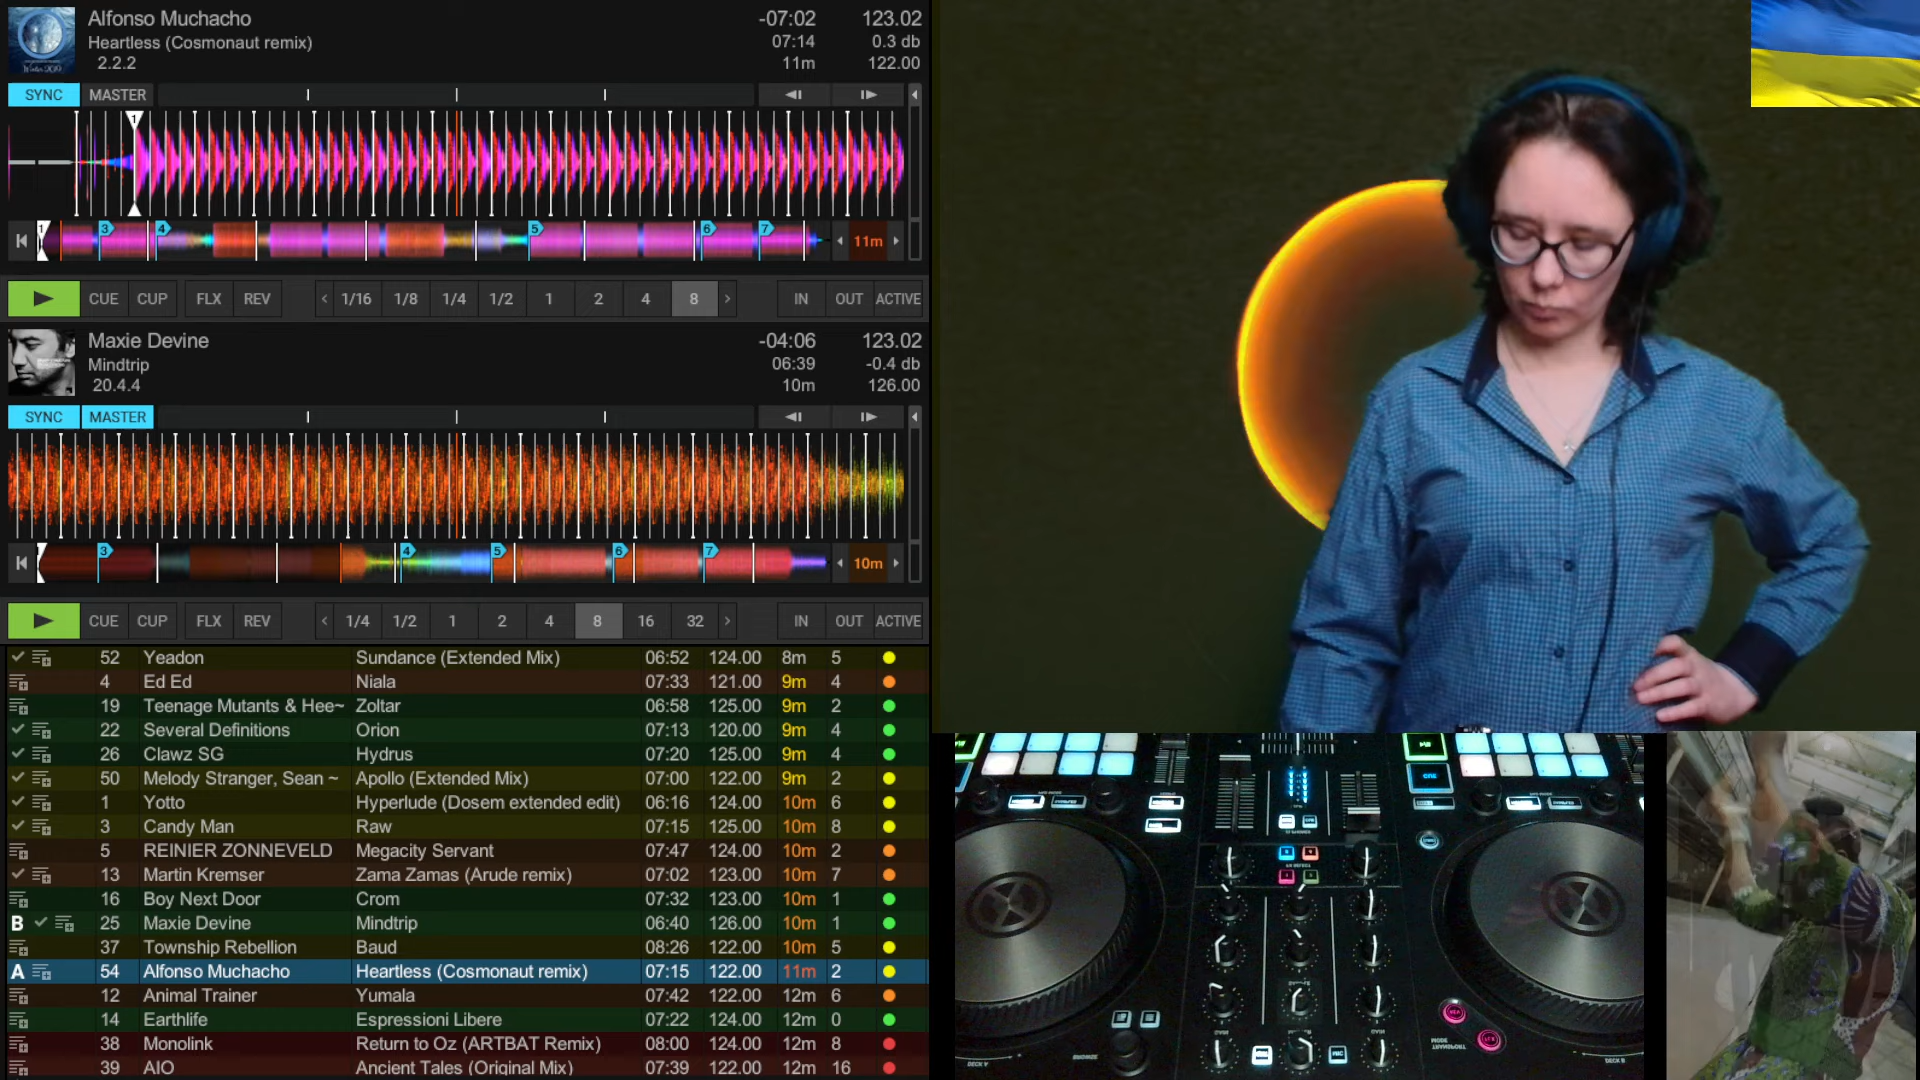 Alfonso Muchacho -07:02 123.02
Heartless (Cosmonaut remix) 07:14 0.3 db
2.2.2 11m 122.00
SYNC MASTER
1
1 3 4 5 6 7 11m
CUE CUP FLX REV 1/16 1/8 1/4 1/2 1 2 4 8 IN OUT ACTIVE
Maxie Devine -04:06 123.02
Mindtrip 06:39 -0.4 db
20.4.4 10m 126.00
SYNC MASTER
3 4 5 6 7 10m
CUE CUP FLX REV 1/4 1/2 1 2 4 8 16 32 IN OUT ACTIVE
52 Yeadon Sundance (Extended Mix) 06:52 124.00 8m 5
4 Ed Ed Niala 07:33 121.00 9m 4
19 Teenage Mutants & Hee~ Zoltar 06:58 125.00 9m 2
22 Several Definitions Orion 07:13 120.00 9m 4
26 Clawz SG Hydrus 07:20 125.00 9m 4
50 Melody Stranger, Sean ~ Apollo (Extended Mix) 07:00 122.00 9m 2
1 Yotto Hyperlude (Dosem extended edit) 06:16 124.00 10m 6
3 Candy Man Raw 07:15 125.00 10m 8
5 REINIER ZONNEVELD Megacity Servant 07:47 124.00 10m 2
13 Martin Kremser Zama Zamas (Arude remix) 07:02 123.00 10m 7
16 Boy Next Door Crom 07:32 123.00 10m 1
B 25 Maxie Devine Mindtrip 06:40 126.00 10m 1
37 Township Rebellion Baud 08:26 122.00 10m 5
A 54 Alfonso Muchacho Heartless (Cosmonaut remix) 07:15 122.00 11m 2
12 Animal Trainer Yumala 07:42 122.00 12m 6
14 Earthlife Espressioni Libere 07:22 124.00 12m 0
38 Monolink Return to Oz (ARTBAT Remix) 08:00 124.00 12m 8
39 AIO Ancient Tales (Original Mix) 07:39 122.00 12m 16